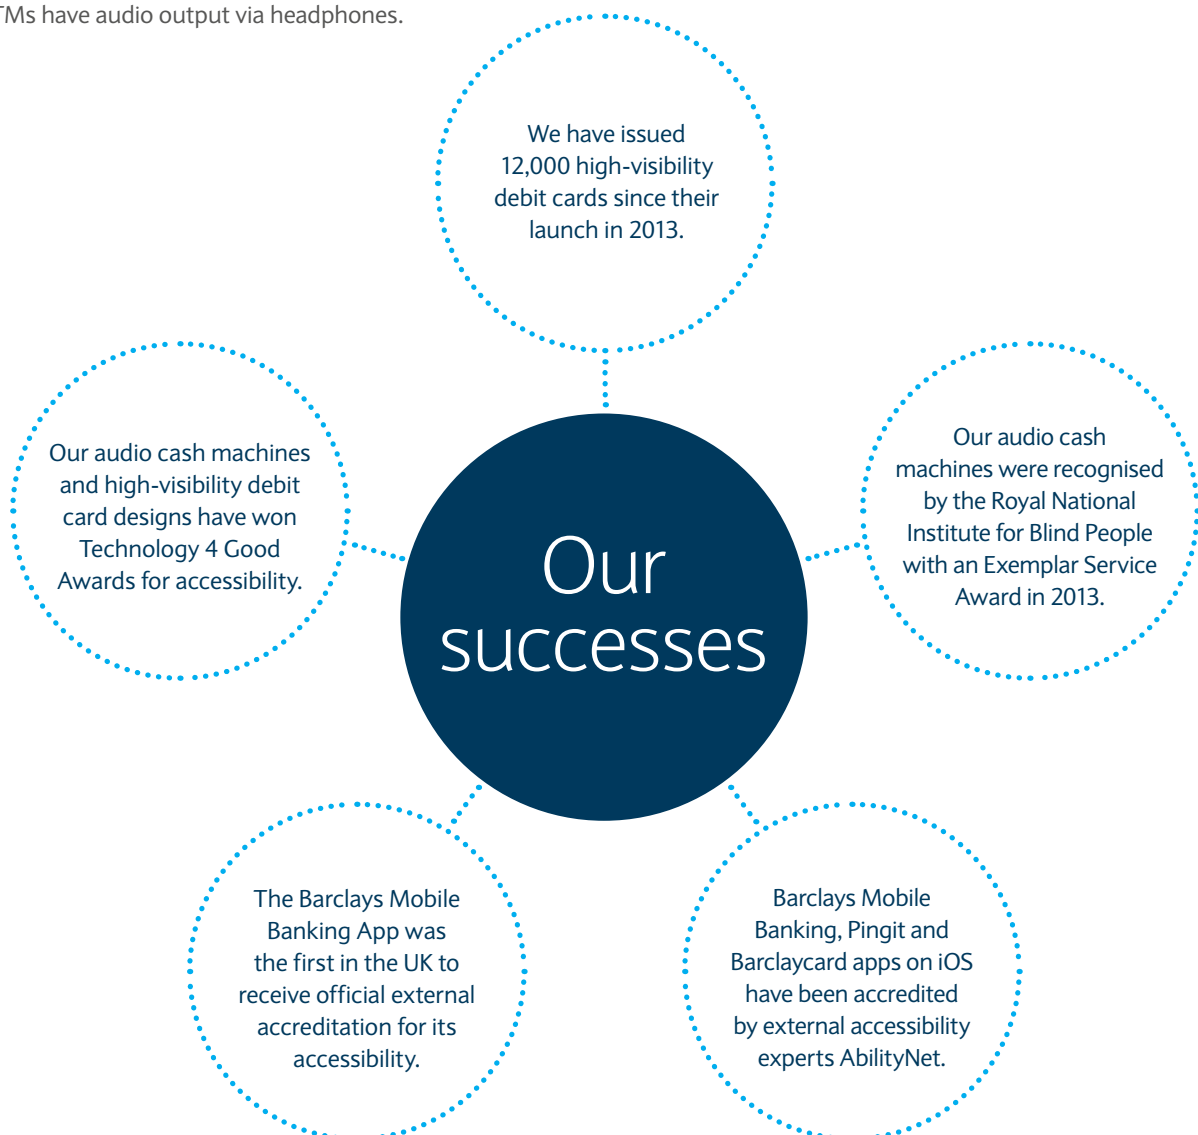 TMs have audio output via headphones.
We have issued
12,000 high-visibility
debit cards since their
launch in 2013.
Our audio cash machines
and high-visibility debit
card designs have won
Technology 4 Good
Awards for accessibility.
Our audio cash
machines were recognised
by the Royal National
Institute for Blind People
with an Exemplar Service
Award in 2013.
Our
successes
The Barclays Mobile
Banking App was
the first in the UK to
receive official external
accreditation for its
accessibility.
Barclays Mobile
Banking, Pingit and
Barclaycard apps on iOS
have been accredited
by external accessibility
experts AbilityNet.